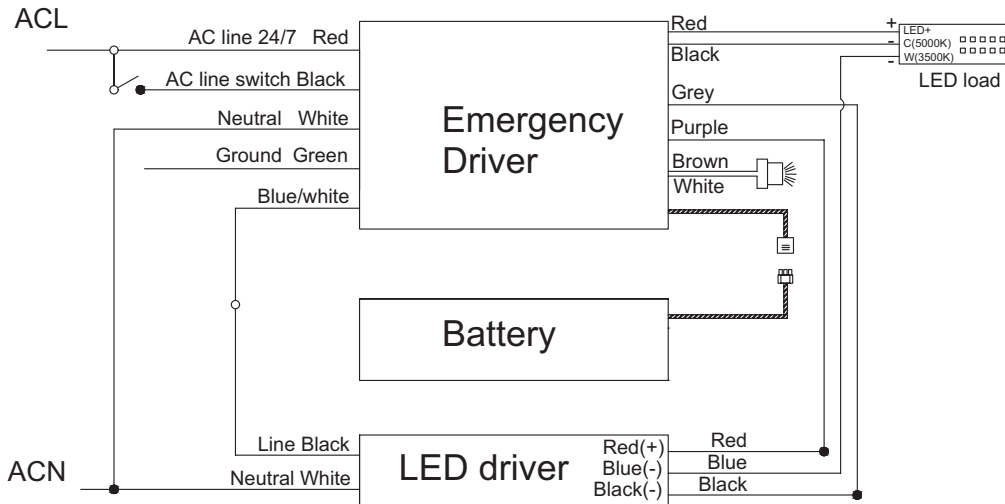 ACL
AC line 24/7 Red
AC line switch Black
Neutral White
Ground Green
Blue/white
Emergency
Driver
Red
Black
Grey
Purple
Brown
White
+
-
-
LED+
C(5000K)
W(3500K)
LED load
Battery
ACN
Line Black
Neutral White
LED driver
Red(+)
Blue(-)
Black(-)
Red
Blue
Black